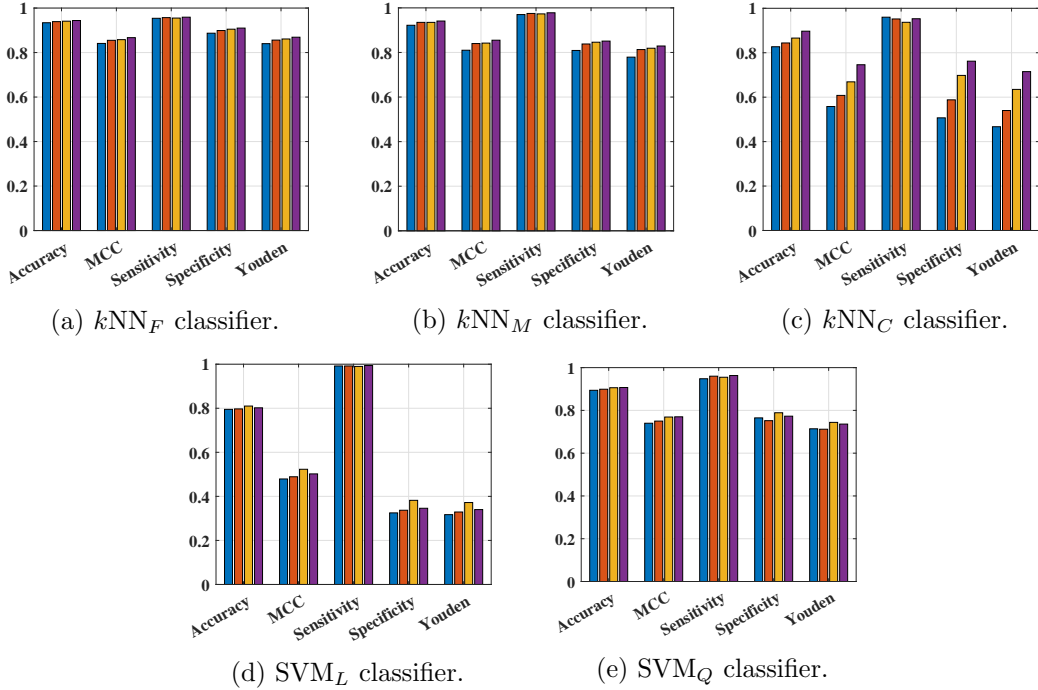 1
0.8
0.6
0.4
0.2
0
Accuracy
MCC
Sensitivity
Specificity
Youden
(a) kNN_F classifier.
1
0.8
0.6
0.4
0.2
0
Accuracy
MCC
Sensitivity
Specificity
Youden
(b) kNN_M classifier.
1
0.8
0.6
0.4
0.2
0
Accuracy
MCC
Sensitivity
Specificity
Youden
(c) kNN_C classifier.
1
0.8
0.6
0.4
0.2
0
Accuracy
MCC
Sensitivity
Specificity
Youden
(d) SVM_L classifier.
1
0.8
0.6
0.4
0.2
0
Accuracy
MCC
Sensitivity
Specificity
Youden
(e) SVM_Q classifier.